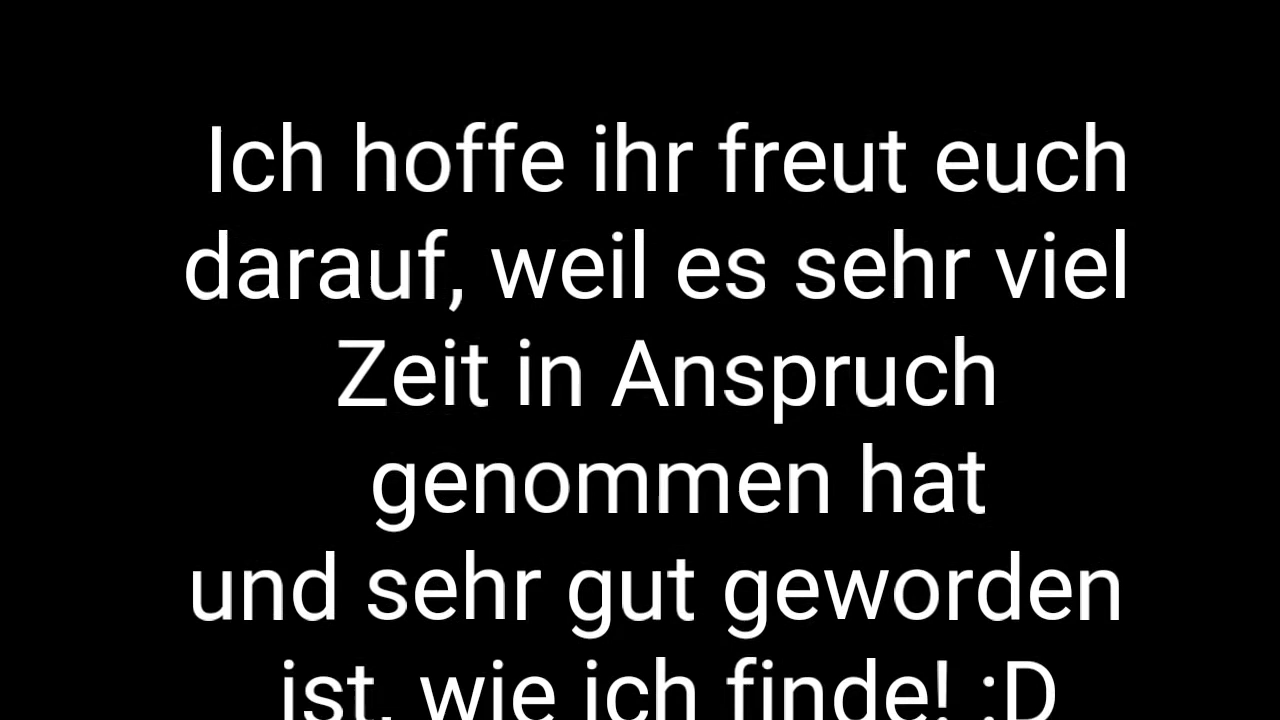 Ich hoffe ihr freut euch
darauf, weil es sehr viel
Zeit in Anspruch
genommen hat
und sehr gut geworden
ist, wie ich finde! :D